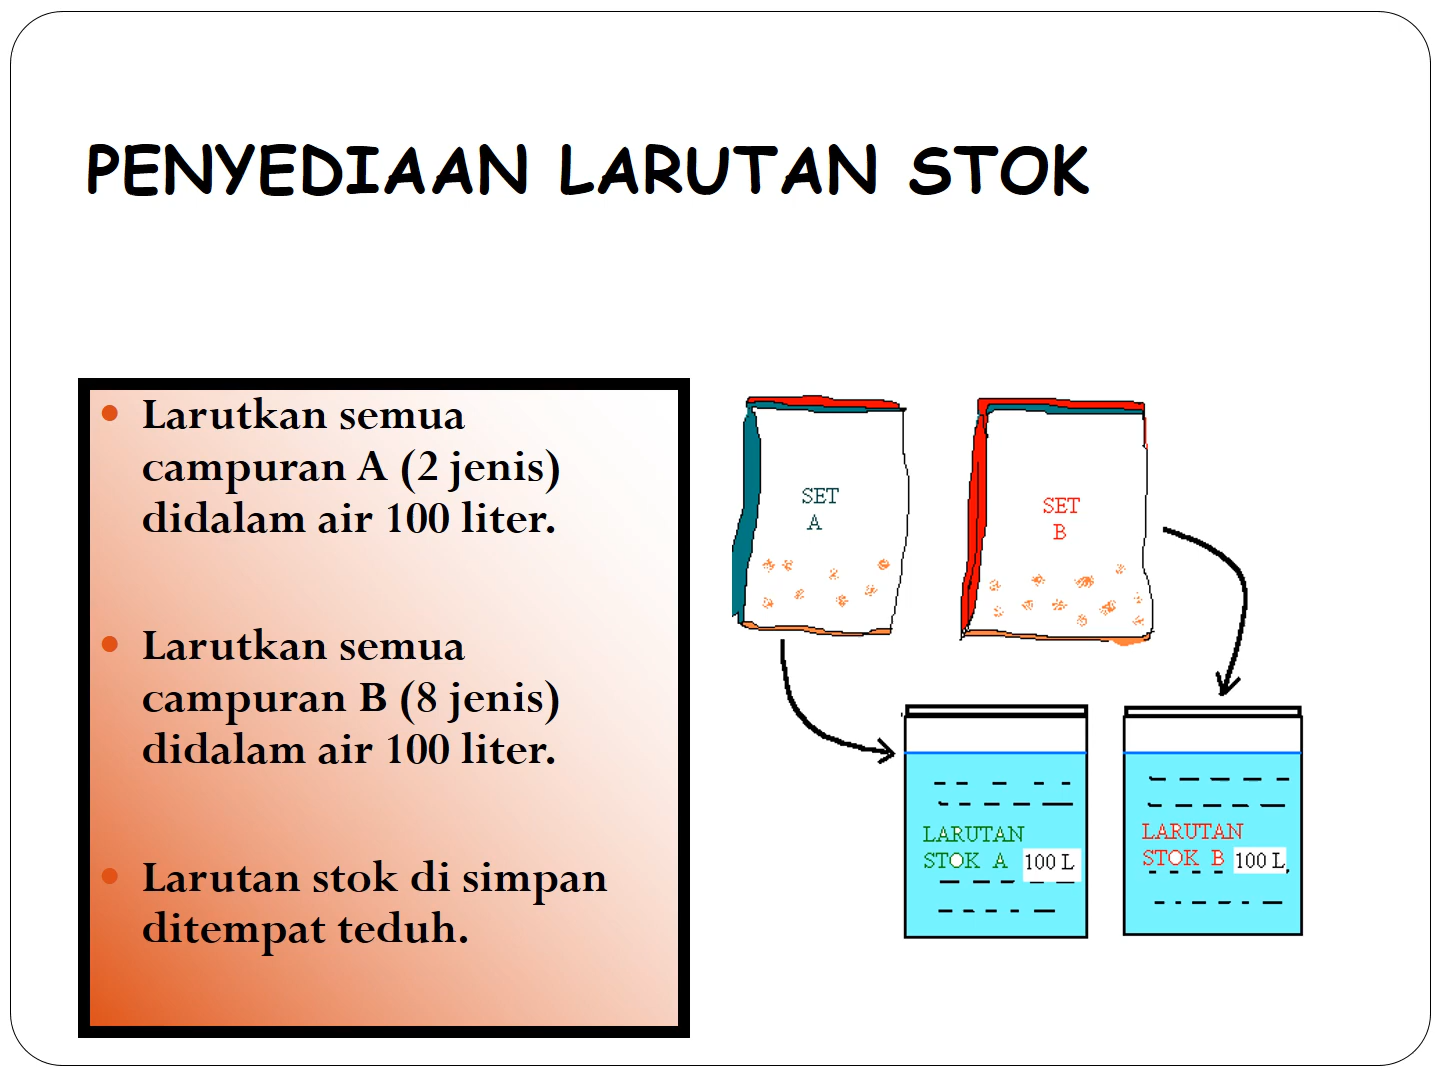 PENYEDIAAN LARUTAN STOK
Larutkan semua
campuran A (2 jenis)
didalam air 100 liter.
Larutkan semua
campuran B (8 jenis)
didalam air 100 liter.
Larutan stok di simpan
ditempat teduh.
SET
A
SET
B
LARUTAN
STOK A 100 L
LARUTAN
STOK B 100 L